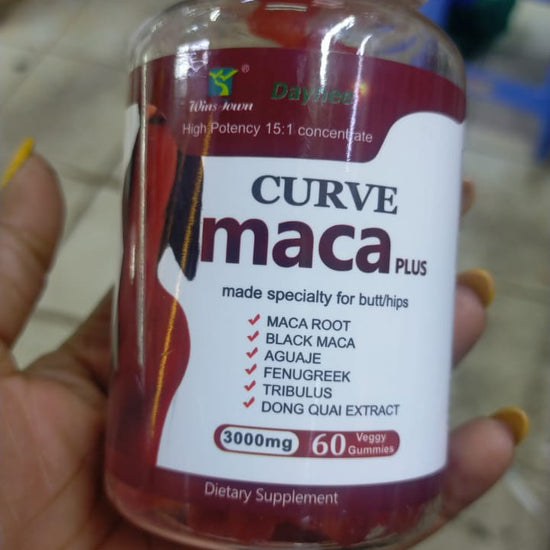 Wins Town ®
High Potency 15:1 concentrate
CURVE
maca PLUS
made specialty for butt/hips
MACA ROOT
BLACK MACA
AGUAJE
FENUGREEK
TRIBULUS
DONG QUAI EXTRACT
3000mg 60 Veggy Gummies
Dietary Supplement